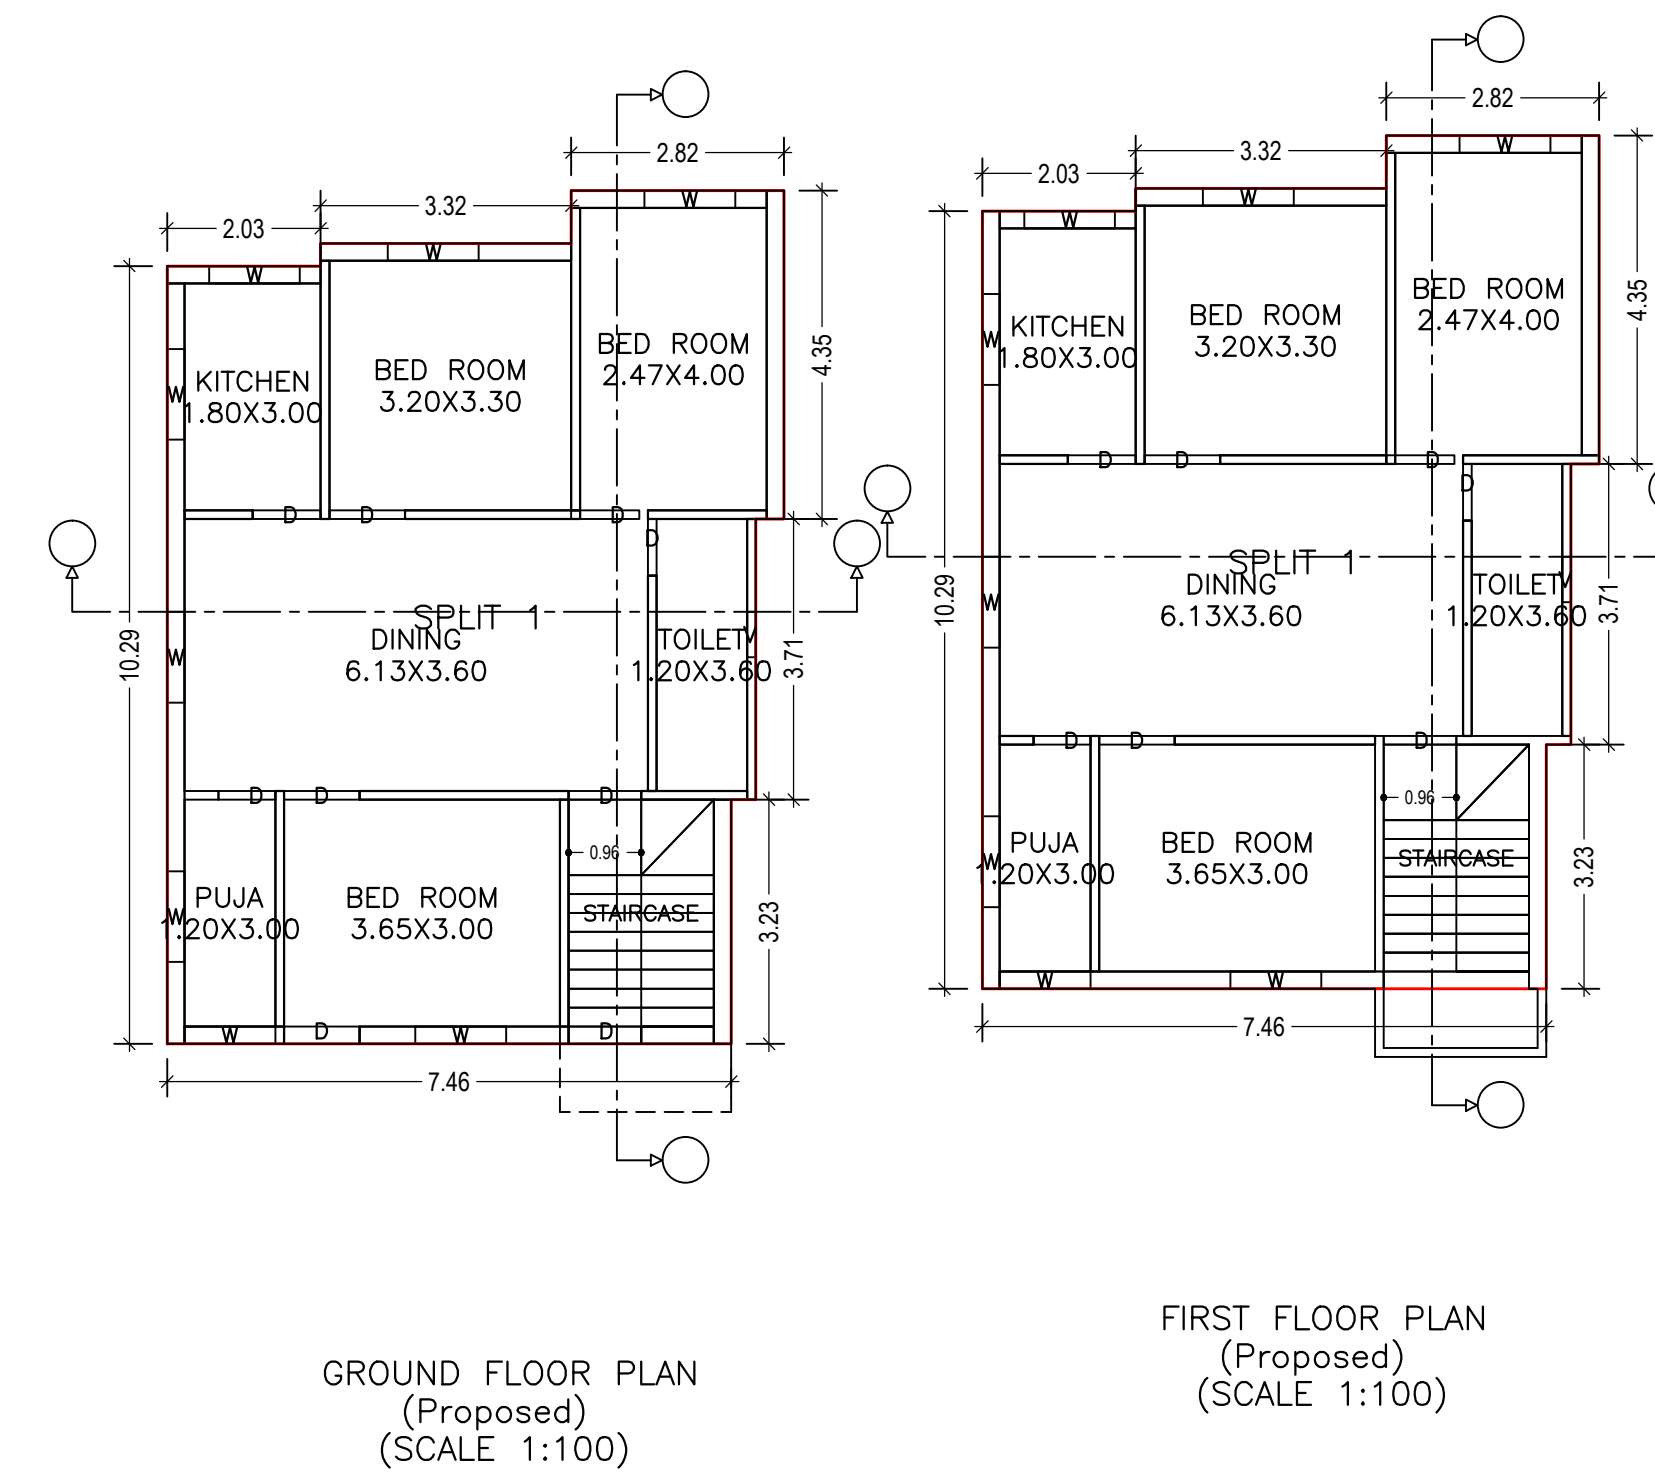 2.82
3.32
2.03
W
W
W
4.35
BED ROOM
2.47X4.00
BED ROOM
3.20X3.30
KITCHEN
1.80X3.00
W
D
D
D
D
10.29
SPLIT 1
DINING
6.13X3.60
TOILET
V
1.20X3.60
3.71
W
D
D
D
0.96
PUJA
1.20X3.00
W
BED ROOM
3.65X3.00
STAIRCASE
3.23
W
D
W
D
7.46
GROUND FLOOR PLAN
(Proposed)
(SCALE 1:100)
2.82
3.32
2.03
W
W
W
4.35
BED ROOM
2.47X4.00
BED ROOM
3.20X3.30
KITCHEN
1.80X3.00
W
D
D
D
D
10.29
SPLIT 1
DINING
6.13X3.60
TOILET
V
1.20X3.60
3.71
W
D
D
D
0.96
PUJA
1.20X3.00
W
BED ROOM
3.65X3.00
STAIRCASE
3.23
W
W
7.46
FIRST FLOOR PLAN
(Proposed)
(SCALE 1:100)